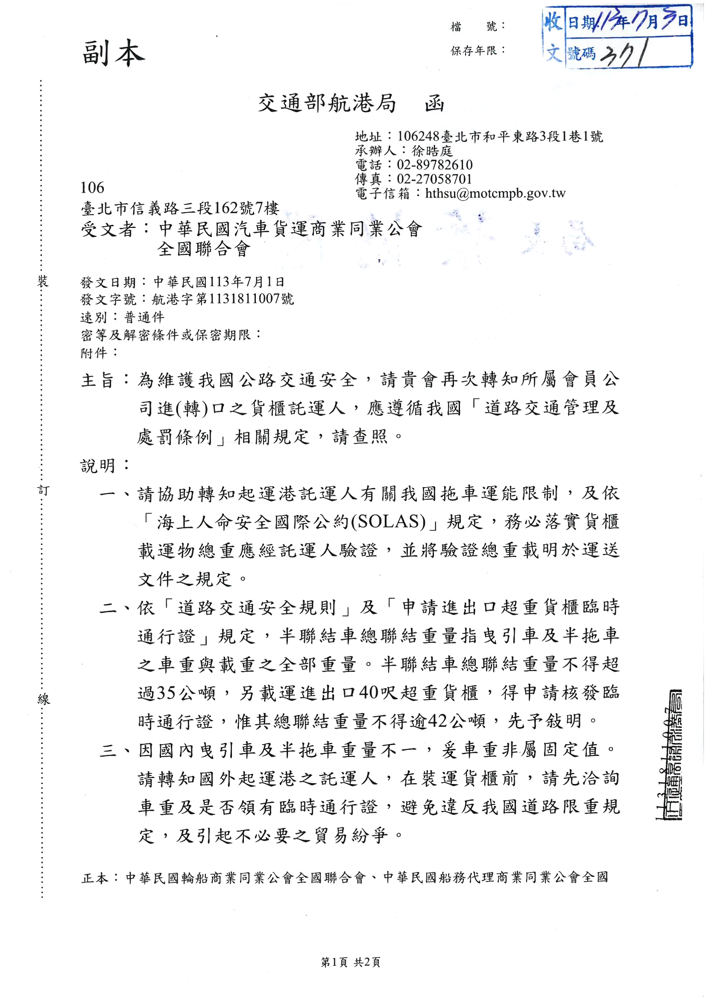 檔　　號：
保存年限：
收文 日期113年7月3日
號碼371
副本
交通部航港局　函
地址：106248臺北市和平東路3段1巷1號
承辦人：徐晧庭
電話：02-89782610
傳真：02-27058701
電子信箱：hthsu@motcmpb.gov.tw
106
臺北市信義路三段162號7樓
受文者：中華民國汽車貨運商業同業公會
全國聯合會
發文日期：中華民國113年7月1日
發文字號：航港字第1131811007號
速別：普通件
密等及解密條件或保密期限：
附件：
主旨：為維護我國公路交通安全，請貴會再次轉知所屬會員公
司進(轉)口之貨櫃託運人，應遵循我國「道路交通管理及
處罰條例」相關規定，請查照。
說明：
一、請協助轉知起運港託運人有關我國拖車運能限制，及依
「海上人命安全國際公約(SOLAS)」規定，務必落實貨櫃
載運物總重應經託運人驗證，並將驗證總重載明於運送
文件之規定。
二、依「道路交通安全規則」及「申請進出口超重貨櫃臨時
通行證」規定，半聯結車總聯結重量指曳引車及半拖車
之車重與載重之全部重量。半聯結車總聯結重量不得超
過35公噸，另載運進出口40呎超重貨櫃，得申請核發臨
時通行證，惟其總聯結重量不得逾42公噸，先予敍明。
三、因國內曳引車及半拖車重量不一，爰車重非屬固定值。
請轉知國外起運港之託運人，在裝運貨櫃前，請先洽詢
車重及是否領有臨時通行證，避免違反我國道路限重規
定，及引起不必要之貿易紛爭。
正本：中華民國輪船商業同業公會全國聯合會、中華民國船務代理商業同業公會全國
第1頁 共2頁
裝
訂
線
1131811007